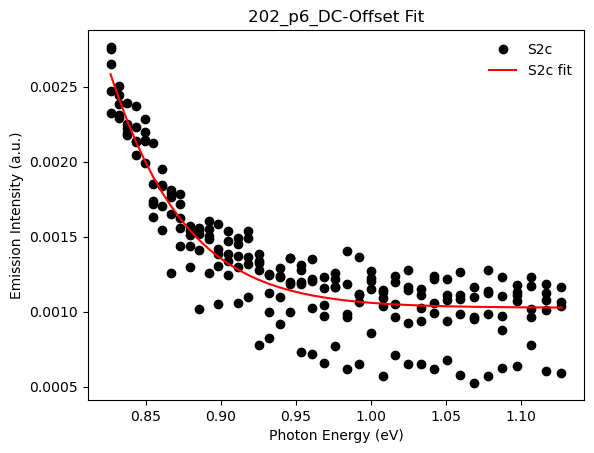 202_p6_DC-Offset Fit
S2c
S2c fit
Emission Intensity (a.u.)
0.0025
0.0020
0.0015
0.0010
0.0005
0.85 0.90 0.95 1.00 1.05 1.10
Photon Energy (eV)